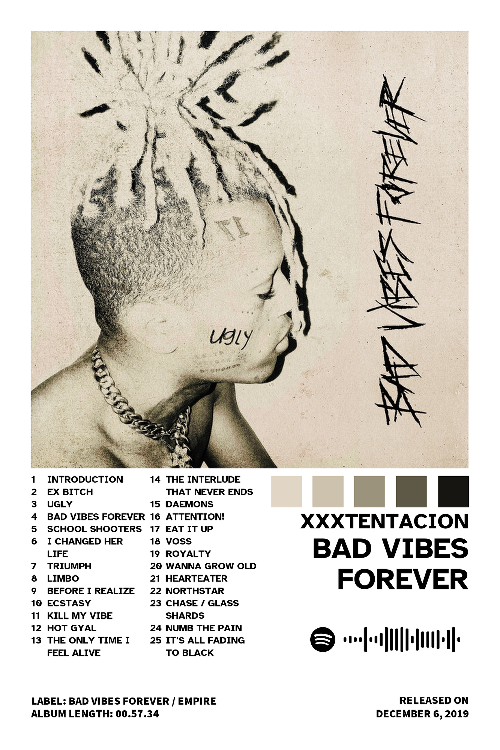 BAD VIBES FOREVER
UGLY
1 INTRODUCTION
2 EX BITCH
3 UGLY
4 BAD VIBES FOREVER
5 SCHOOL SHOOTERS
6 I CHANGED HER
LIFE
7 TRIUMPH
8 LIMBO
9 BEFORE I REALIZE
10 ECSTASY
11 KILL MY VIBE
12 HOT GYAL
13 THE ONLY TIME I
FEEL ALIVE
14 THE INTERLUDE
THAT NEVER ENDS
15 DAEMONS
16 ATTENTION!
17 EAT IT UP
18 VOSS
19 ROYALTY
20 WANNA GROW OLD
21 HEARTEATER
22 NORTHSTAR
23 CHASE / GLASS
SHARDS
24 NUMB THE PAIN
25 IT'S ALL FADING
TO BLACK
XXXTENTACION
BAD VIBES
FOREVER
LABEL: BAD VIBES FOREVER / EMPIRE
ALBUM LENGTH: 00.57.34
RELEASED ON
DECEMBER 6, 2019